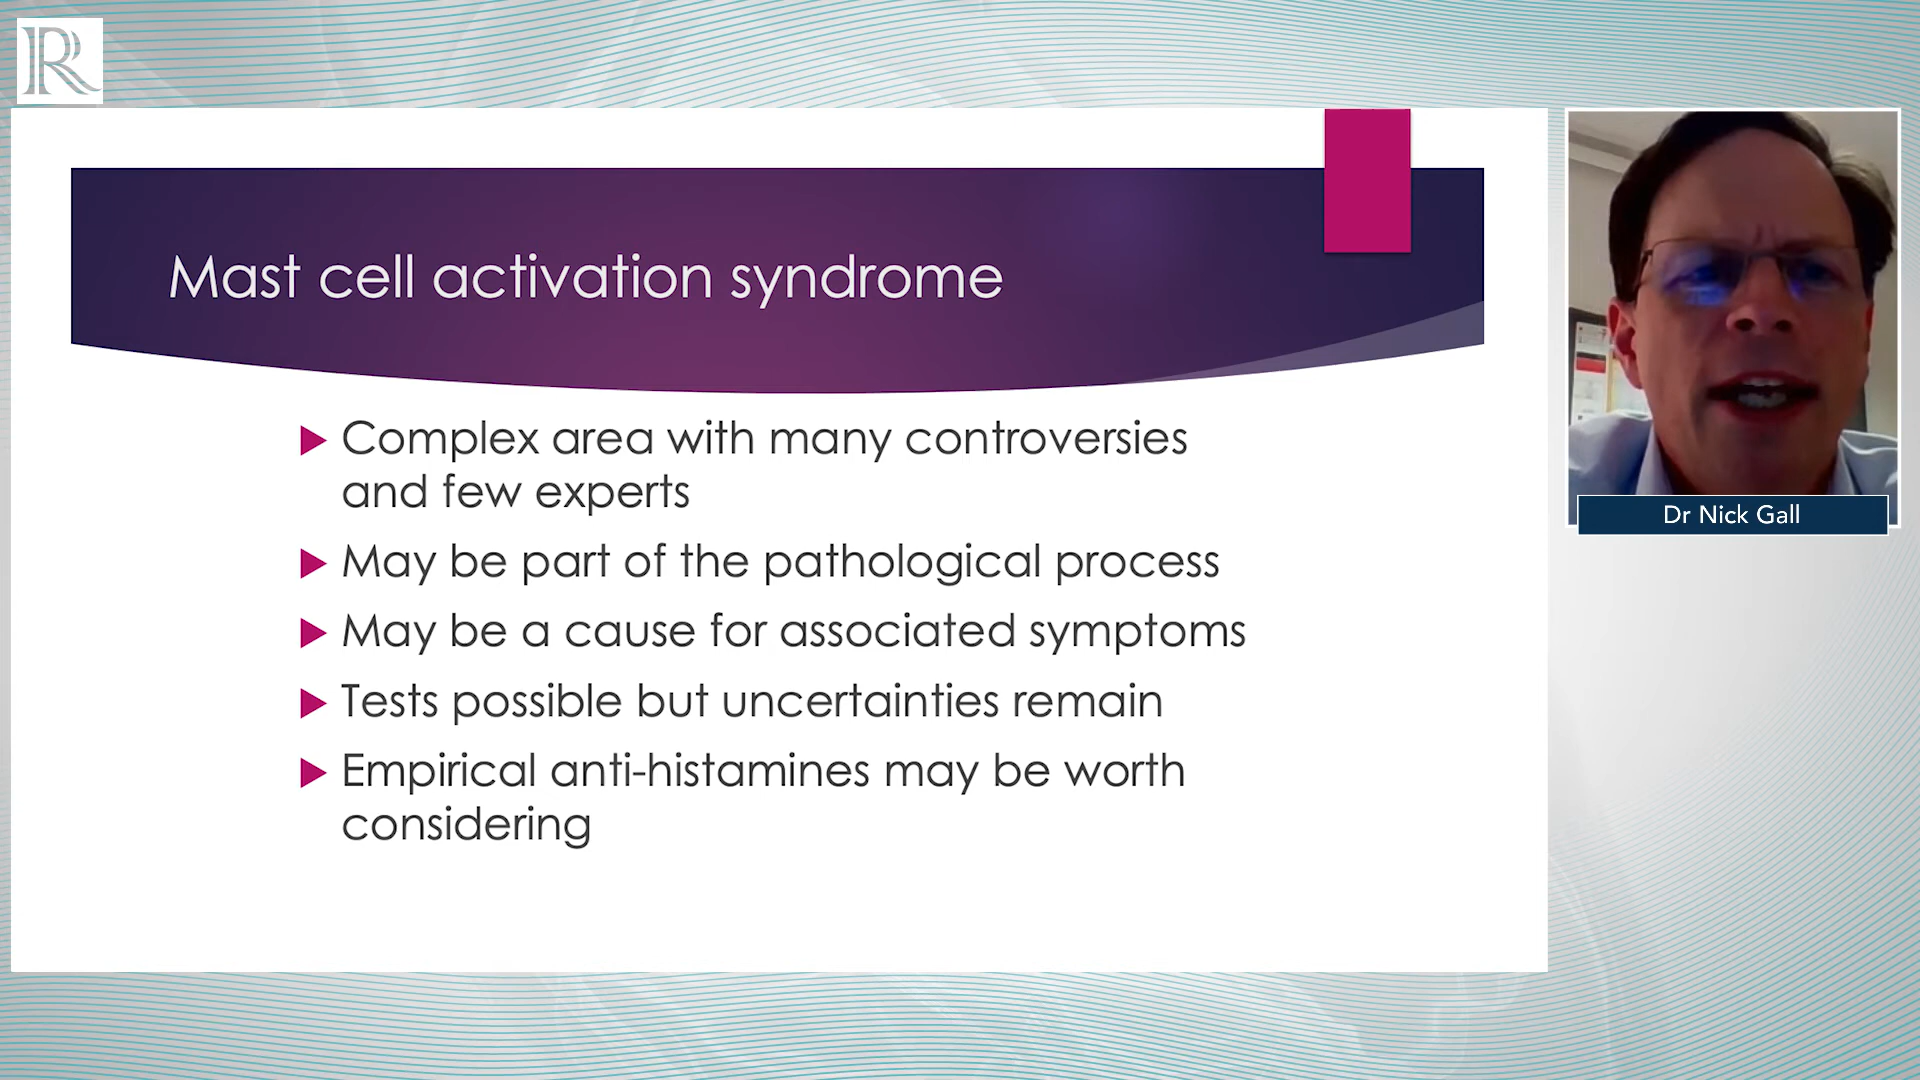 R
Mast cell activation syndrome
Complex area with many controversies
and few experts
May be part of the pathological process
May be a cause for associated symptoms
Tests possible but uncertainties remain
Empirical anti-histamines may be worth
considering
Dr Nick Gall